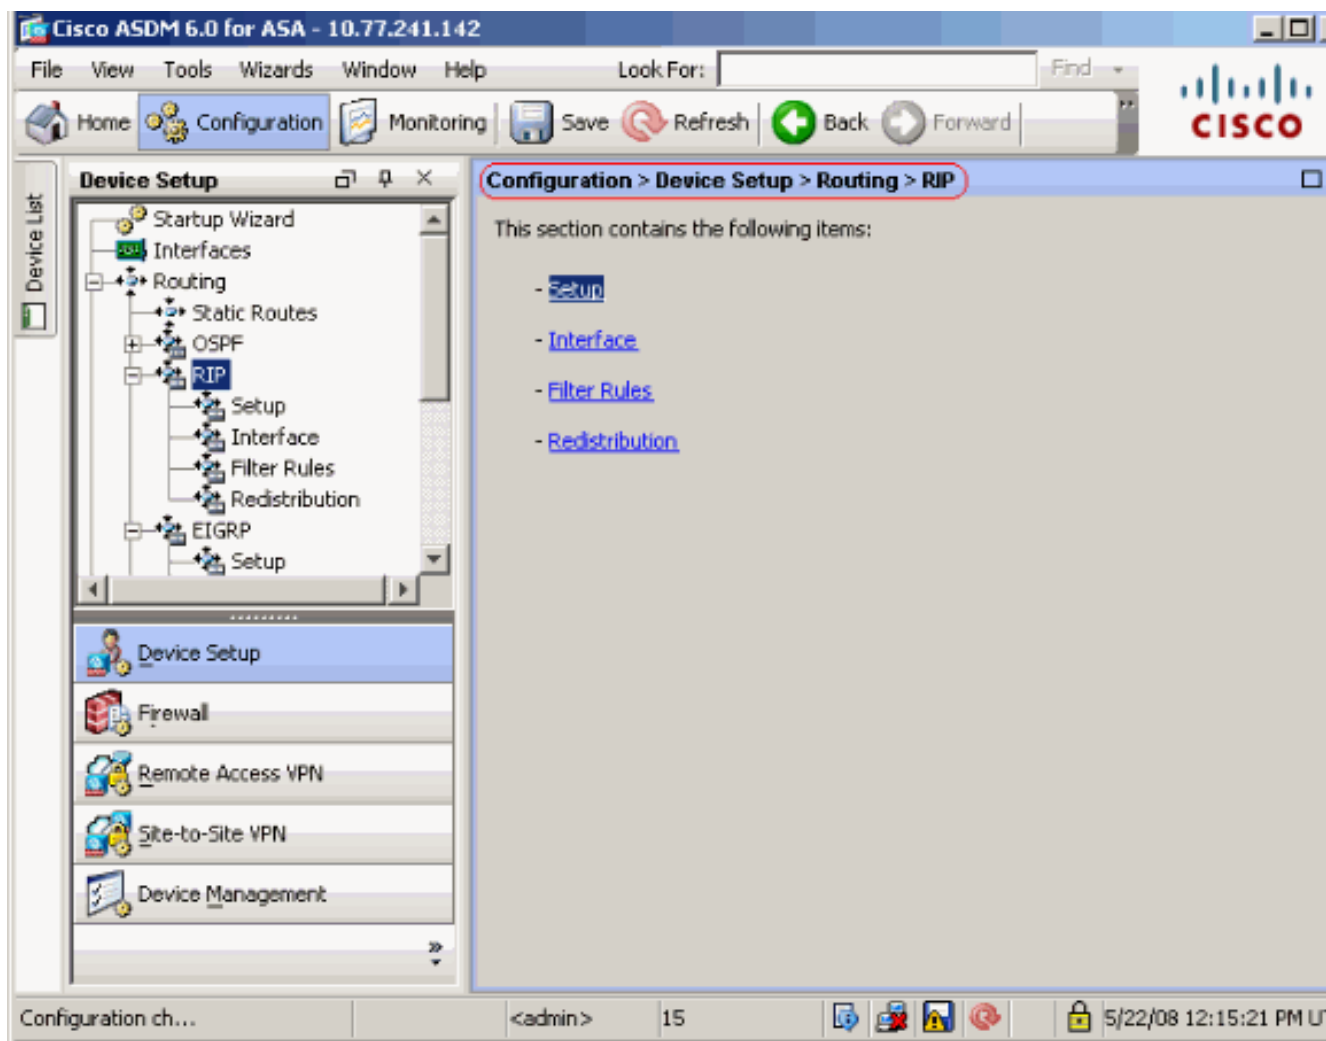 Cisco ASDM 6.0 for ASA - 10.77.241.142
File View Tools Wizards Window Help Look For: Find
Home Configuration Monitoring Save Refresh Back Forward
CISCO
Device List
Device Setup
Startup Wizard
Interfaces
Routing
Static Routes
OSPF
RIP
Setup
Interface
Filter Rules
Redistribution
EIGRP
Setup
Device Setup
Firewall
Remote Access VPN
Site-to-Site VPN
Device Management
Configuration > Device Setup > Routing > RIP
This section contains the following items:
- Setup
- Interface
- Filter Rules
- Redistribution
Configuration ch... <admin> 15 5/22/08 12:15:21 PM